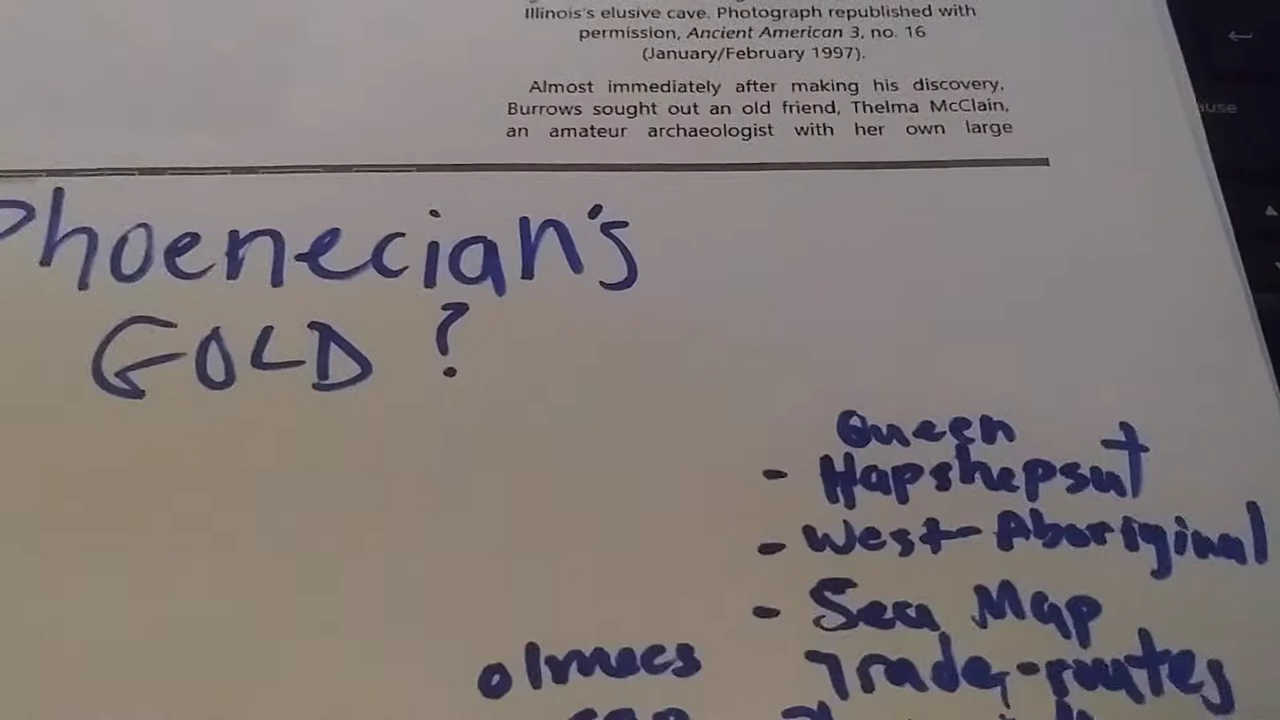 Illinois's elusive cave. Photograph republished with
permission, Ancient American 3, no. 16
(January/February 1997).
Almost immediately after making his discovery,
Burrows sought out an old friend, Thelma McClain,
an amateur archaeologist with her own large
Phoenecian's
GOLD ?
Queen
- Hapshepsut
- West-Aboriginal
- Sea Map
olmecs Trade-routes